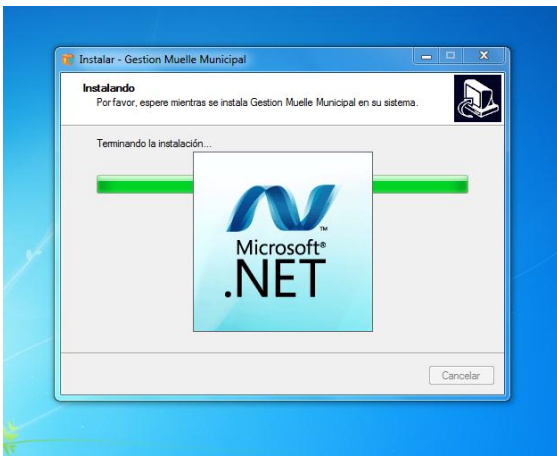 Instalar - Gestion Muelle Municipal
Instalando
Por favor, espere mientras se instala Gestion Muelle Municipal en su sistema.
Terminando la instalación...
Microsoft®
.NET
TM
Cancelar